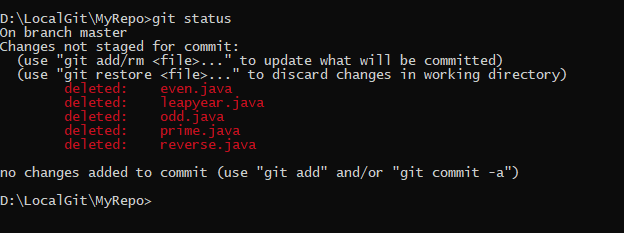 D:\LocalGit\MyRepo>git status
On branch master
Changes not staged for commit:
  (use "git add/rm <file>..." to update what will be committed)
  (use "git restore <file>..." to discard changes in working directory)
        deleted:    even.java
        deleted:    leapyear.java
        deleted:    odd.java
        deleted:    prime.java
        deleted:    reverse.java

no changes added to commit (use "git add" and/or "git commit -a")

D:\LocalGit\MyRepo>